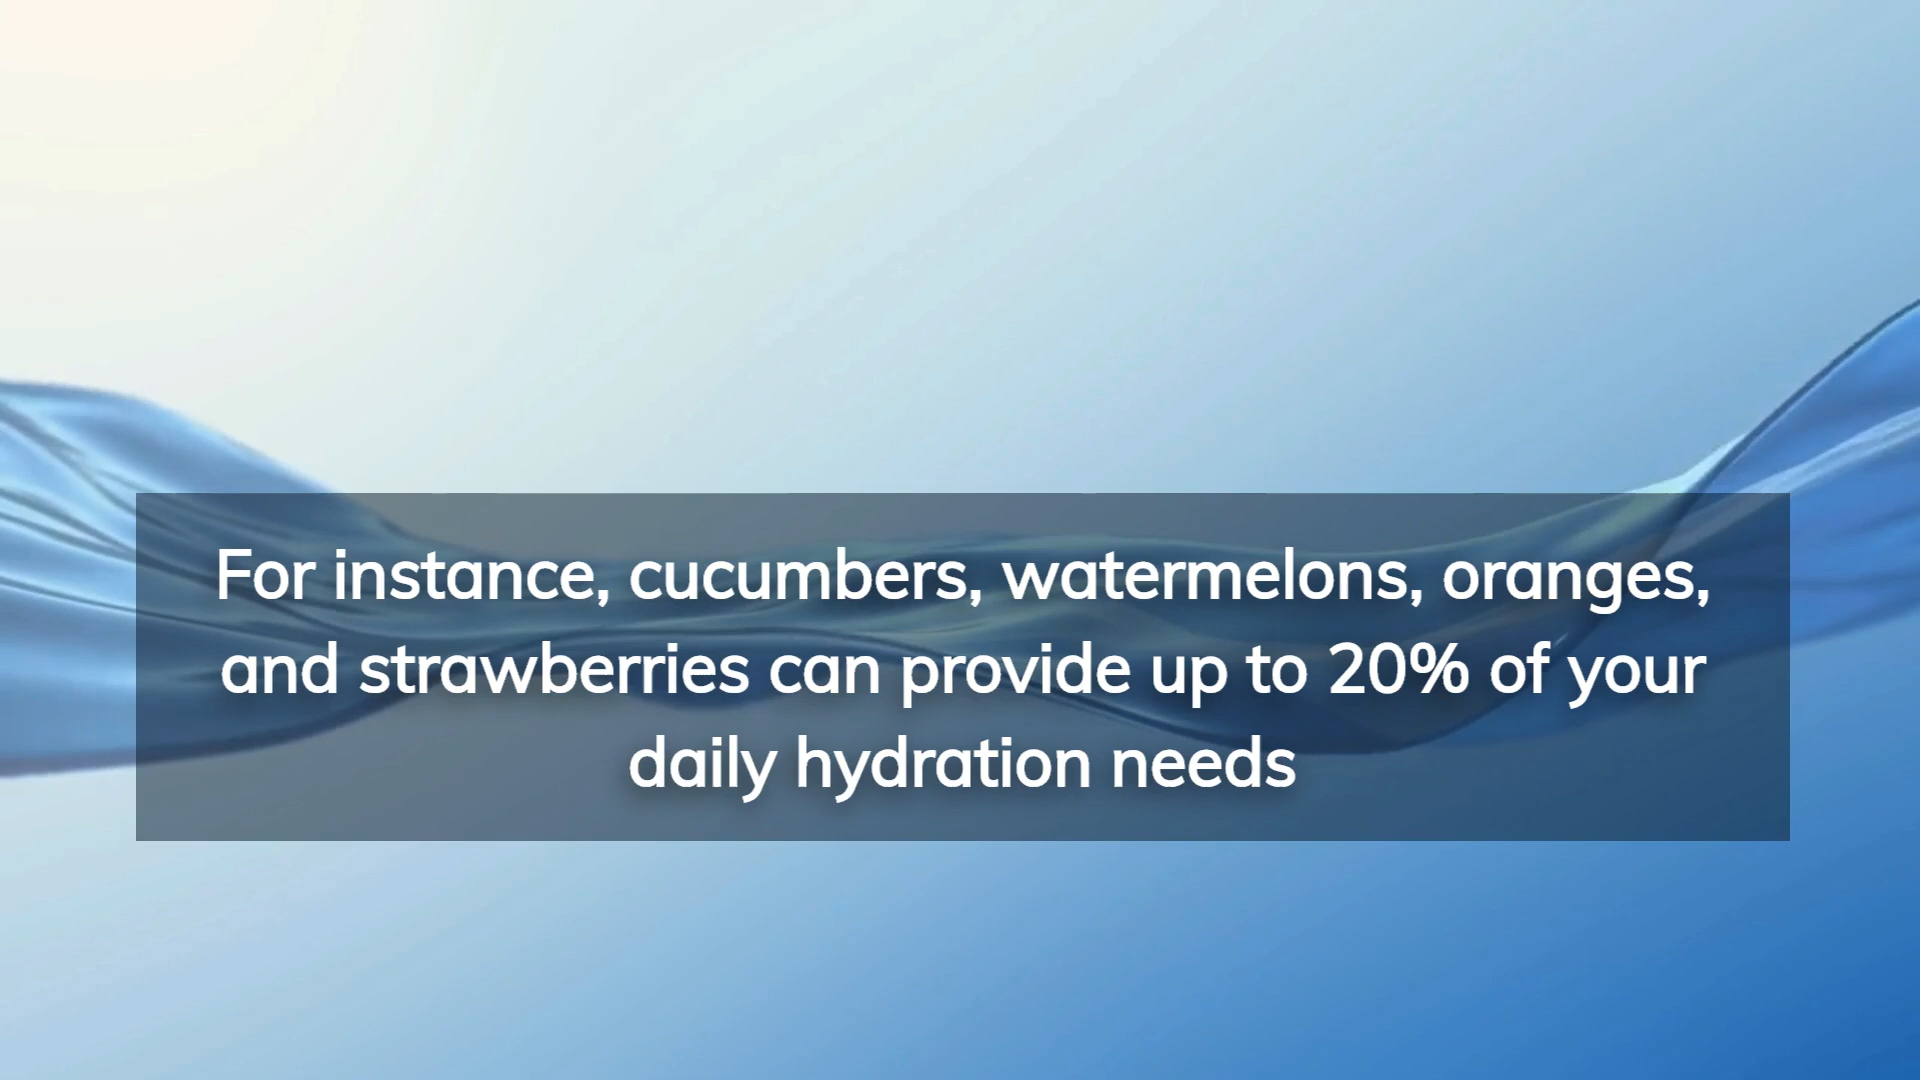 For instance, cucumbers, watermelons, oranges,
and strawberries can provide up to 20% of your
daily hydration needs